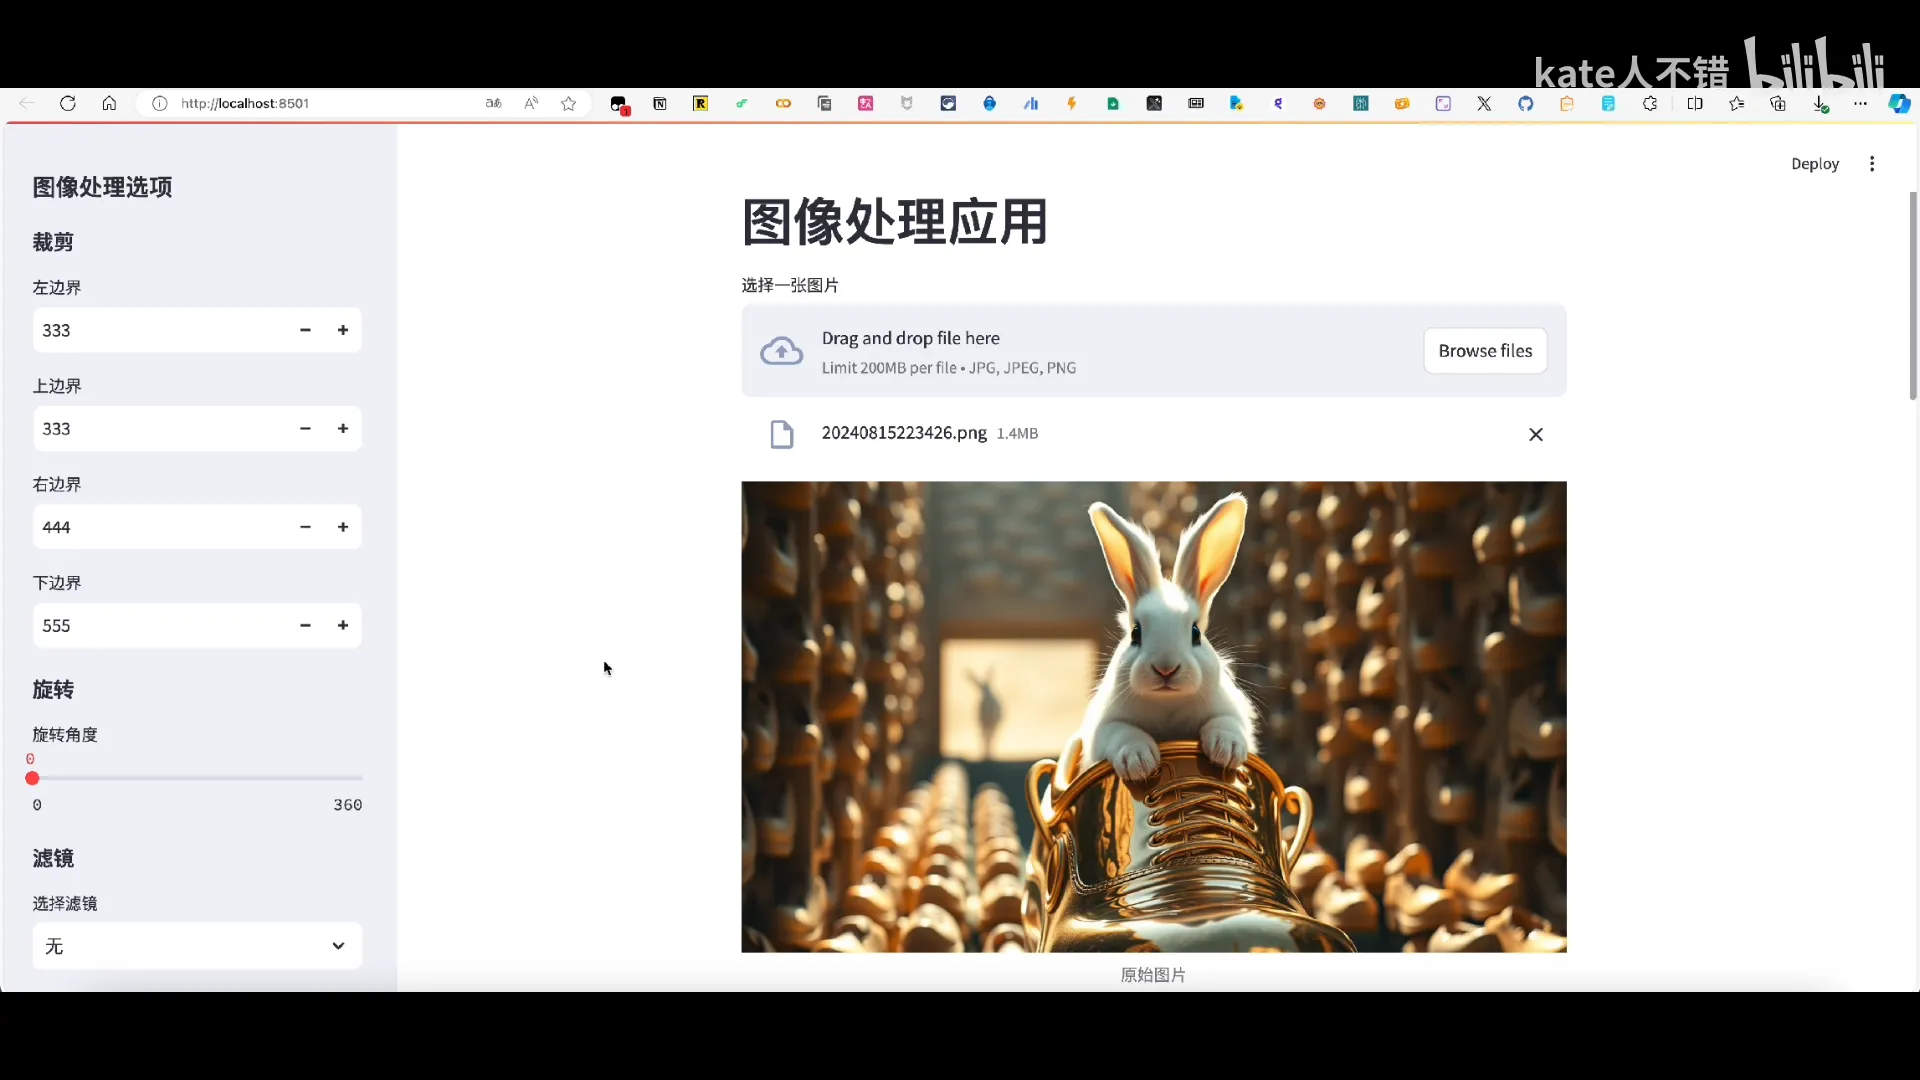 kate人不错 bilibili
http://localhost:8501
Deploy
图像处理选项
裁剪
左边界
333
上边界
333
右边界
444
下边界
555
旋转
旋转角度
0
0 360
滤镜
选择滤镜
无
图像处理应用
选择一张图片
Drag and drop file here
Limit 200MB per file • JPG, JPEG, PNG
Browse files
20240815223426.png 1.4MB
原始图片